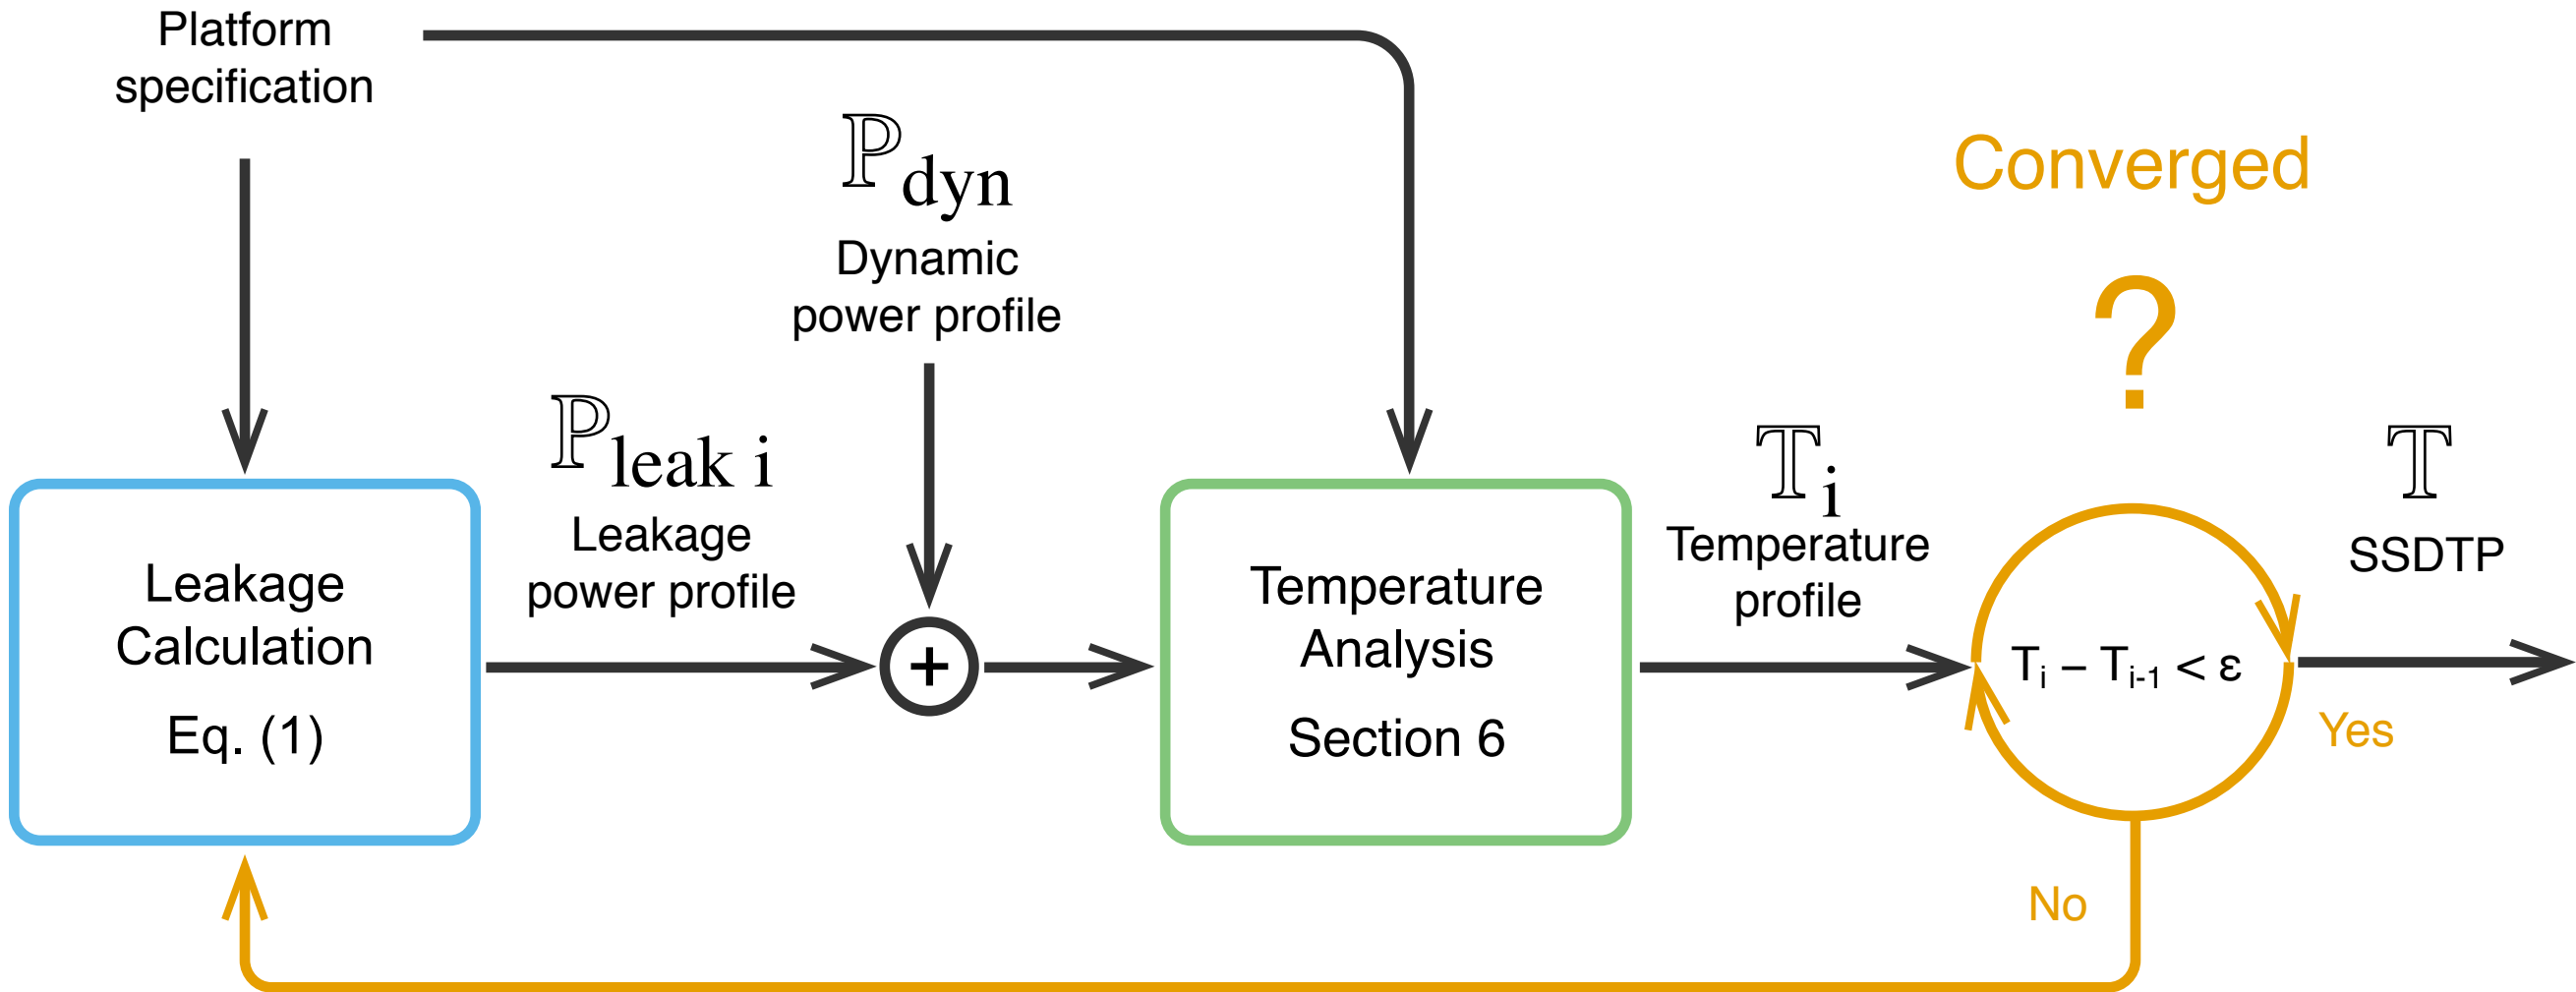 Platform
specification
ℙdyn
Dynamic
power profile
ℙleak i
Leakage
power profile
Leakage
Calculation
Eq. (1)
+
Temperature
Analysis
Section 6
𝕋i
Temperature
profile
Converged
?
Ti – Ti-1 < ε
𝕋
SSDTP
Yes
No